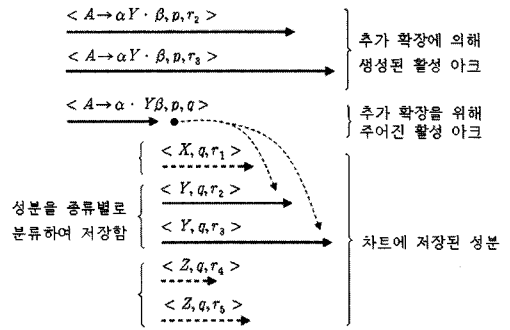 < A→αY · β, p, r₂ >
< A→αY · β, p, r₃ >
추가 확장에 의해
생성된 활성 아크
< A→α · Yβ, p, q >
추가 확장을 위해
주어진 활성 아크
< X, q, r₁ >
< Y, q, r₂ >
< Y, q, r₃ >
성분을 종류별로
분류하여 저장함
차트에 저장된 성분
< Z, q, r₄ >
< Z, q, r₅ >